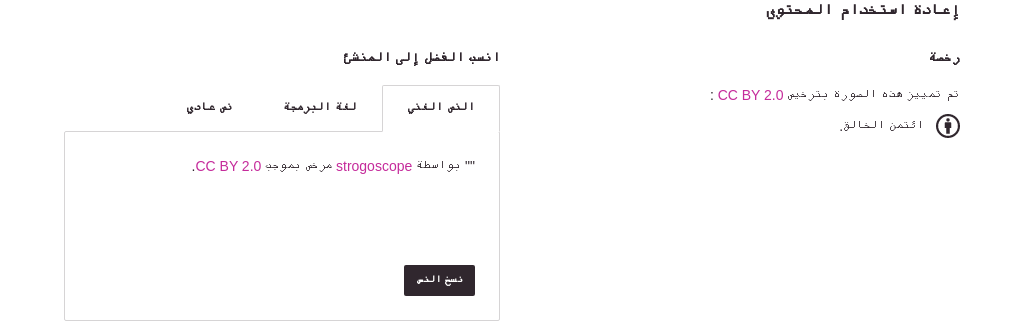 إعادة استخدام المحتوى
رخصة
تم تمييز هذه الصورة بترخيص CC BY 2.0 :
ائتمن الخالق.
انسب الفضل إلى المنشئ
النص الغني
لغة البرمجة
نص عادي
"" بواسطة strogoscope مرخص بموجب CC BY 2.0.
نسخ النص